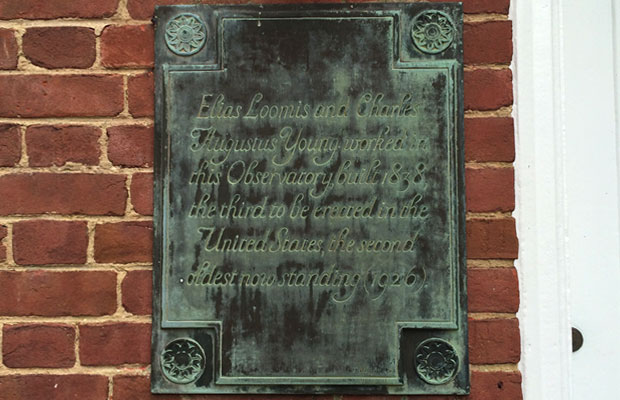 Elias Loomis and Charles
Augustus Young worked in
this Observatory, built 1838,
the third to be erected in the
United States, the second
oldest now standing (1926).